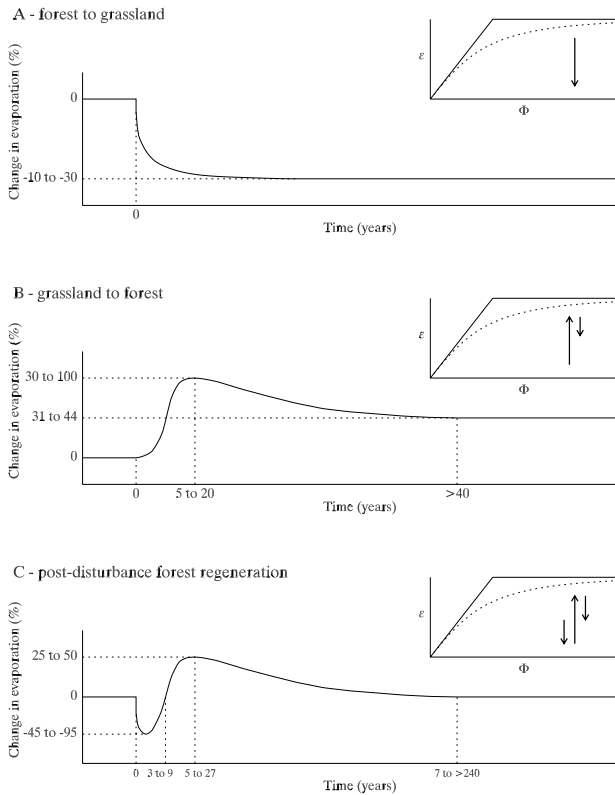 A - forest to grassland
Change in evaporation (%)
0
-10 to -30
0
Time (years)
ε
Φ
B - grassland to forest
Change in evaporation (%)
30 to 100
31 to 44
0
0 5 to 20 >40
Time (years)
ε
Φ
C - post-disturbance forest regeneration
Change in evaporation (%)
25 to 50
0
-45 to -95
0 3 to 9 5 to 27 7 to >240
Time (years)
ε
Φ